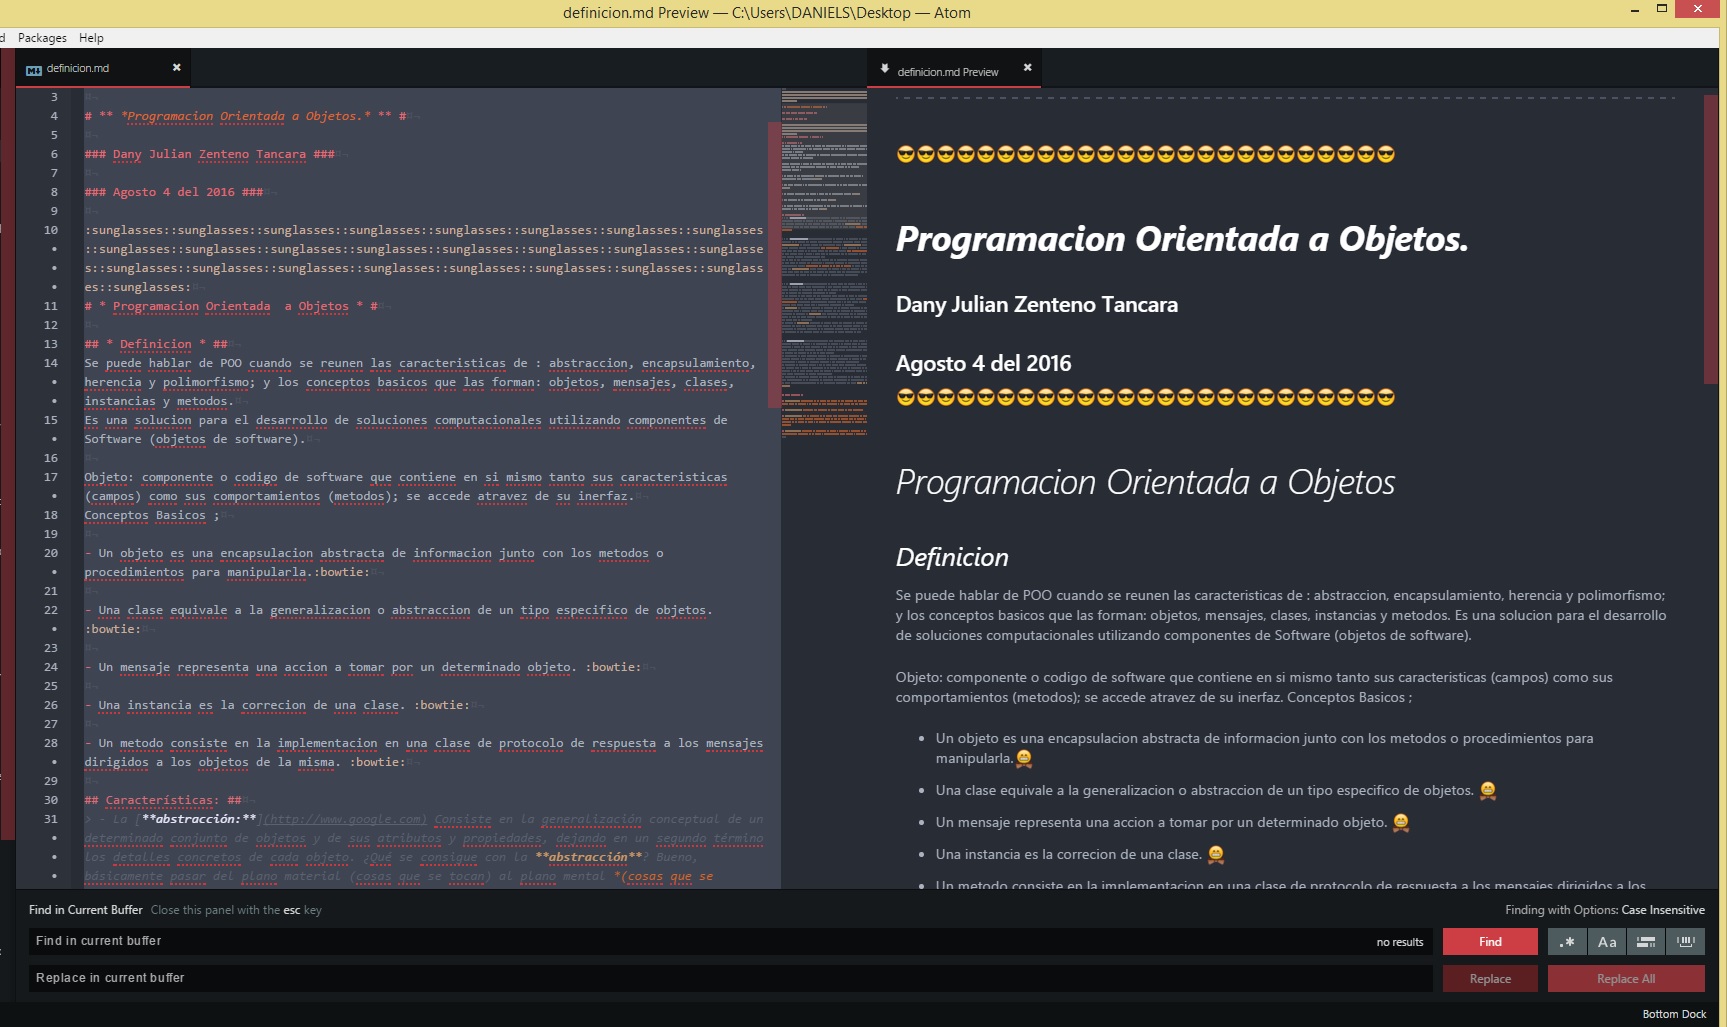 definicion.md Preview — C:\Users\DANIELS\Desktop — Atom
Packages Help
definicion.md
3
4 # ** *Programacion Orientada a Objetos.* ** #
5
6 ### Dany Julian Zenteno Tancara ###
7
8 ### Agosto 4 del 2016 ###
9
10 :sunglasses::sunglasses::sunglasses::sunglasses::sunglasses::sunglasses::sunglasses::sunglasses
::sunglasses::sunglasses::sunglasses::sunglasses::sunglasses::sunglasses::sunglasses::sunglasse
s::sunglasses::sunglasses::sunglasses::sunglasses::sunglasses::sunglasses::sunglasses::sunglass
es::sunglasses:
11 # * Programacion Orientada  a Objetos * #
12
13 ## * Definicion * ##
14 Se puede hablar de POO cuando se reunen las caracteristicas de : abstraccion, encapsulamiento,
herencia y polimorfismo; y los conceptos basicos que las forman: objetos, mensajes, clases,
instancias y metodos.
15 Es una solucion para el desarrollo de soluciones computacionales utilizando componentes de
Software (objetos de software).
16
17 Objeto: componente o codigo de software que contiene en si mismo tanto sus caracteristicas
(campos) como sus comportamientos (metodos); se accede atravez de su inerfaz.
18 Conceptos Basicos ;
19
20 - Un objeto es una encapsulacion abstracta de informacion junto con los metodos o
procedimientos para manipularla.:bowtie:
21
22 - Una clase equivale a la generalizacion o abstraccion de un tipo especifico de objetos.
:bowtie:
23
24 - Un mensaje representa una accion a tomar por un determinado objeto. :bowtie:
25
26 - Una instancia es la correcion de una clase. :bowtie:
27
28 - Un metodo consiste en la implementacion en una clase de protocolo de respuesta a los mensajes
dirigidos a los objetos de la misma. :bowtie:
29
30 ## Características: ##
31 > - La [**abstracción:**](http://www.google.com) Consiste en la generalización conceptual de un
determinado conjunto de objetos y de sus atributos y propiedades, dejando en un segundo término
los detalles concretos de cada objeto. ¿Qué se consigue con la **abstracción**? Bueno,
básicamente pasar del plano material (cosas que se tocan) al plano mental *(cosas que se
definicion.md Preview
😎😎😎😎😎😎😎😎😎😎😎😎😎😎😎😎😎😎😎😎😎😎😎😎😎
Programacion Orientada a Objetos.
Dany Julian Zenteno Tancara
Agosto 4 del 2016
😎😎😎😎😎😎😎😎😎😎😎😎😎😎😎😎😎😎😎😎😎😎😎😎😎
Programacion Orientada a Objetos
Definicion
Se puede hablar de POO cuando se reunen las caracteristicas de : abstraccion, encapsulamiento, herencia y polimorfismo;
y los conceptos basicos que las forman: objetos, mensajes, clases, instancias y metodos. Es una solucion para el desarrollo
de soluciones computacionales utilizando componentes de Software (objetos de software).
Objeto: componente o codigo de software que contiene en si mismo tanto sus caracteristicas (campos) como sus
comportamientos (metodos); se accede atravez de su inerfaz. Conceptos Basicos ;
• Un objeto es una encapsulacion abstracta de informacion junto con los metodos o procedimientos para
manipularla.
• Una clase equivale a la generalizacion o abstraccion de un tipo especifico de objetos.
• Un mensaje representa una accion a tomar por un determinado objeto.
• Una instancia es la correcion de una clase.
• Un metodo consiste en la implementacion en una clase de protocolo de respuesta a los mensajes dirigidos a los
Find in Current Buffer Close this panel with the esc key
Finding with Options: Case Insensitive
Find in current buffer
no results
Find
.* Aa
Replace in current buffer
Replace
Replace All
Bottom Dock